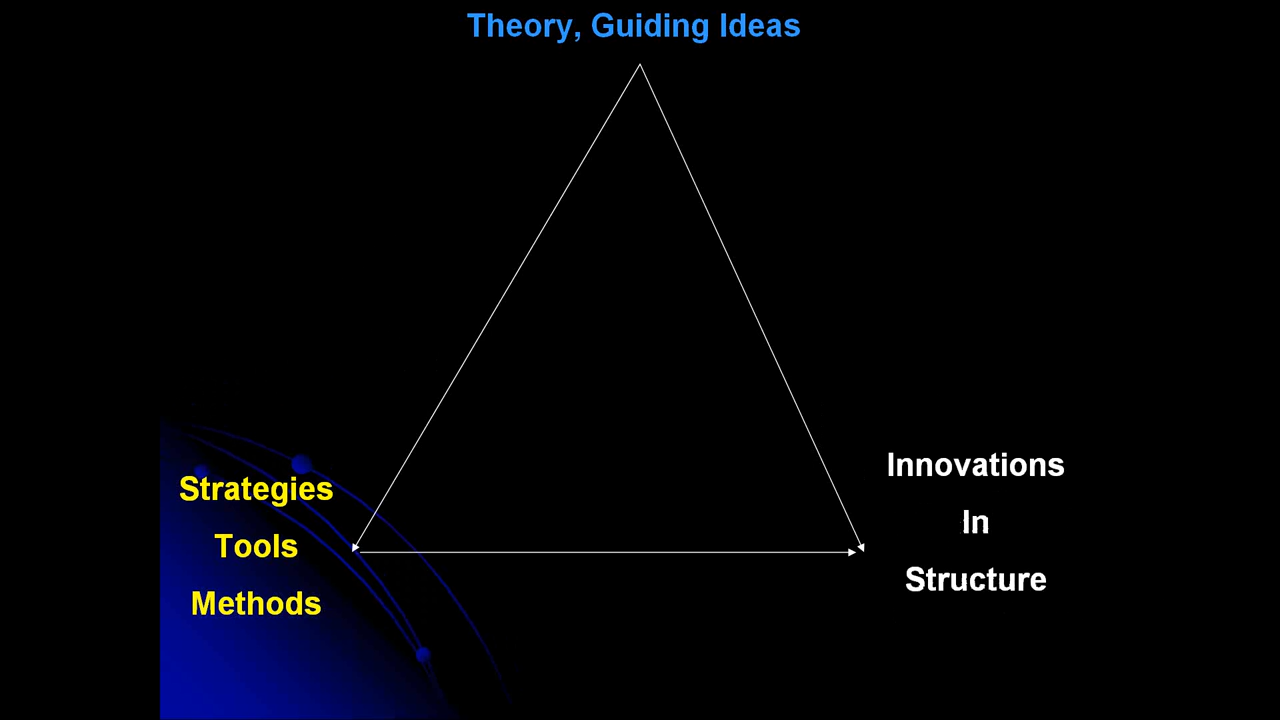 Theory, Guiding Ideas
Strategies
Tools
Methods
Innovations
In
Structure